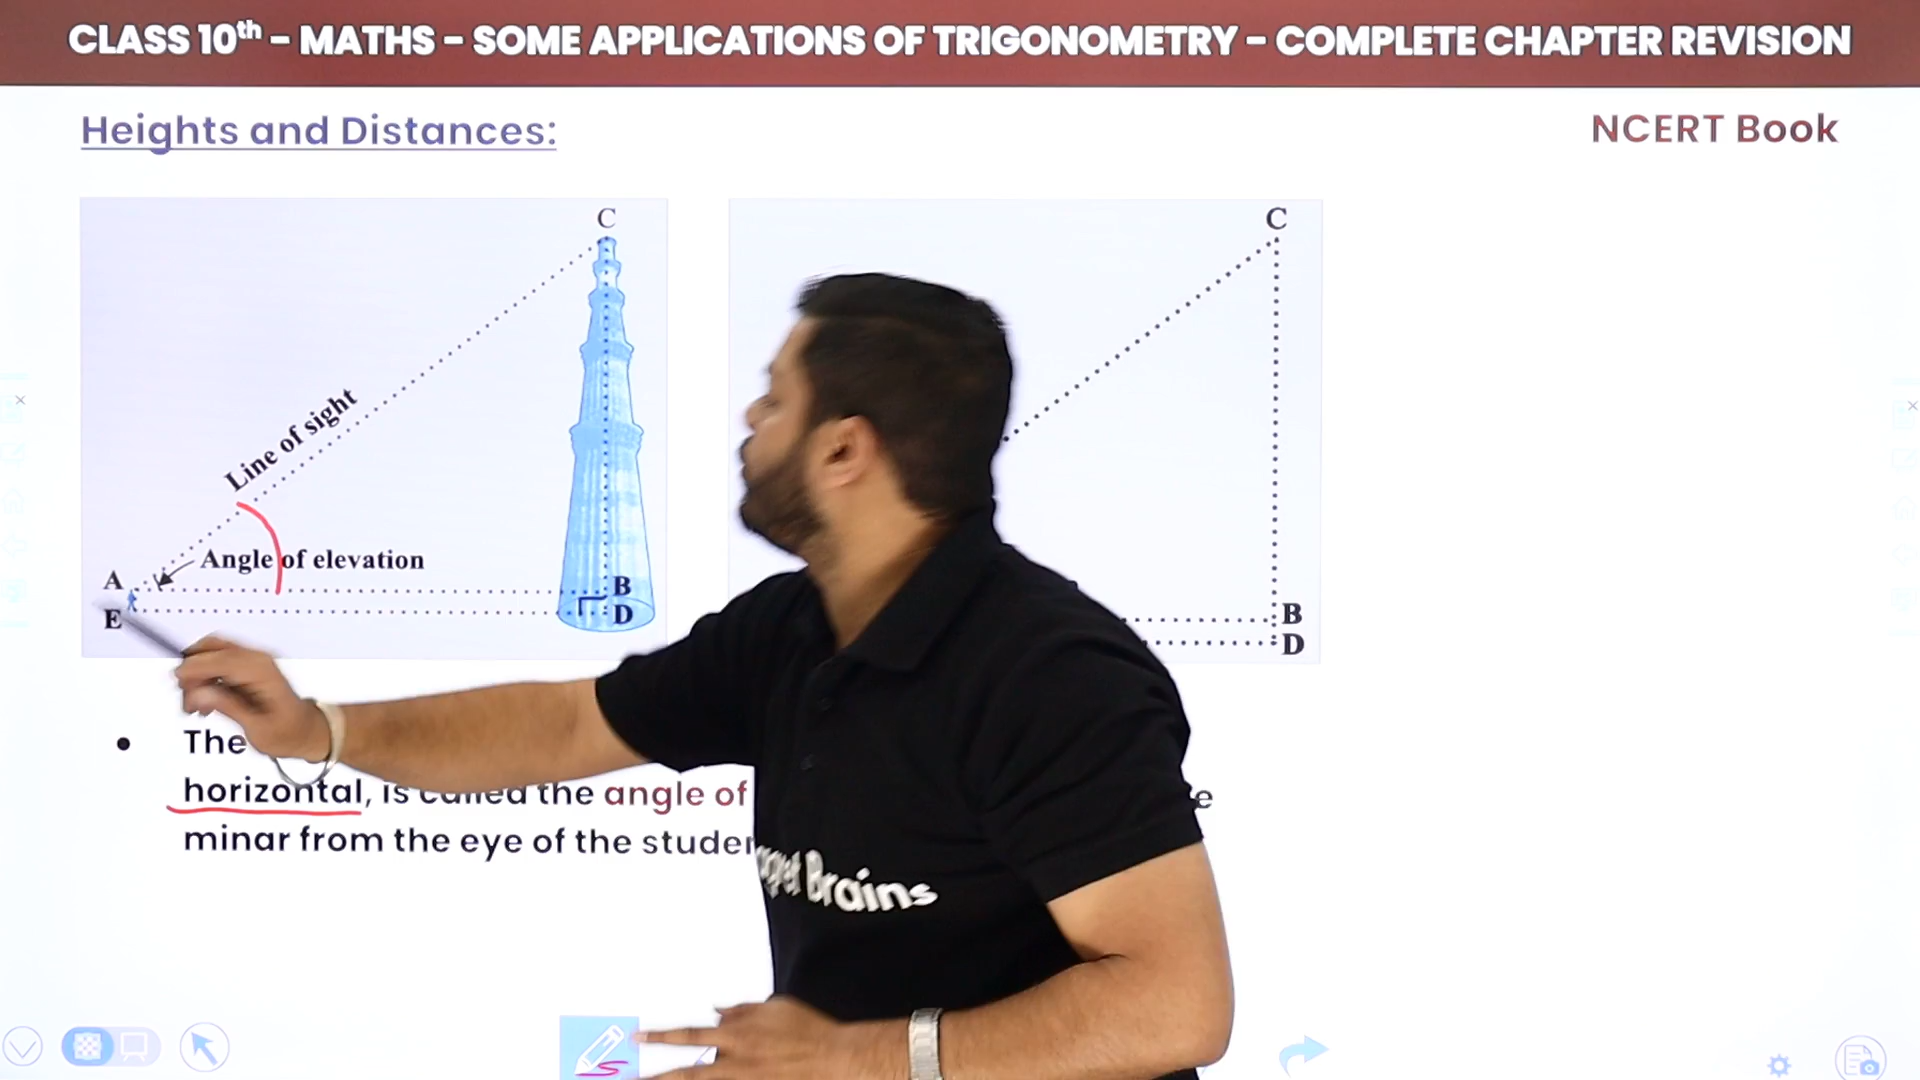 CLASS 10th - MATHS - SOME APPLICATIONS OF TRIGONOMETRY - COMPLETE CHAPTER REVISION
Heights and Distances:
NCERT Book
C
Line of sight
Angle of elevation
A
B
E
D
C
B
D
• The
horizontal, is called the angle of
minar from the eye of the
Brains